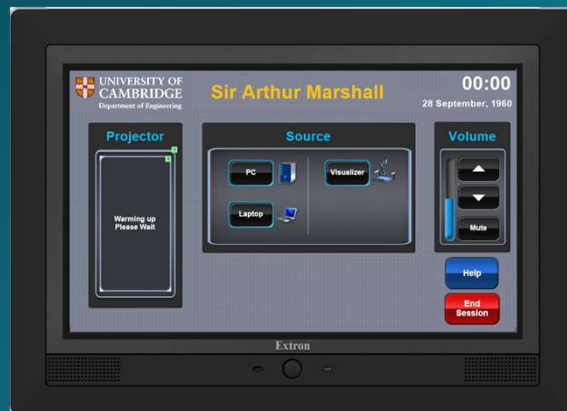 UNIVERSITY OF
CAMBRIDGE
Department of Engineering
Sir Arthur Marshall
00:00
28 September, 1960
Projector
Warming up
Please Wait
Source
PC
Visualizer
Laptop
Volume
Mute
Help
End
Session
Extron